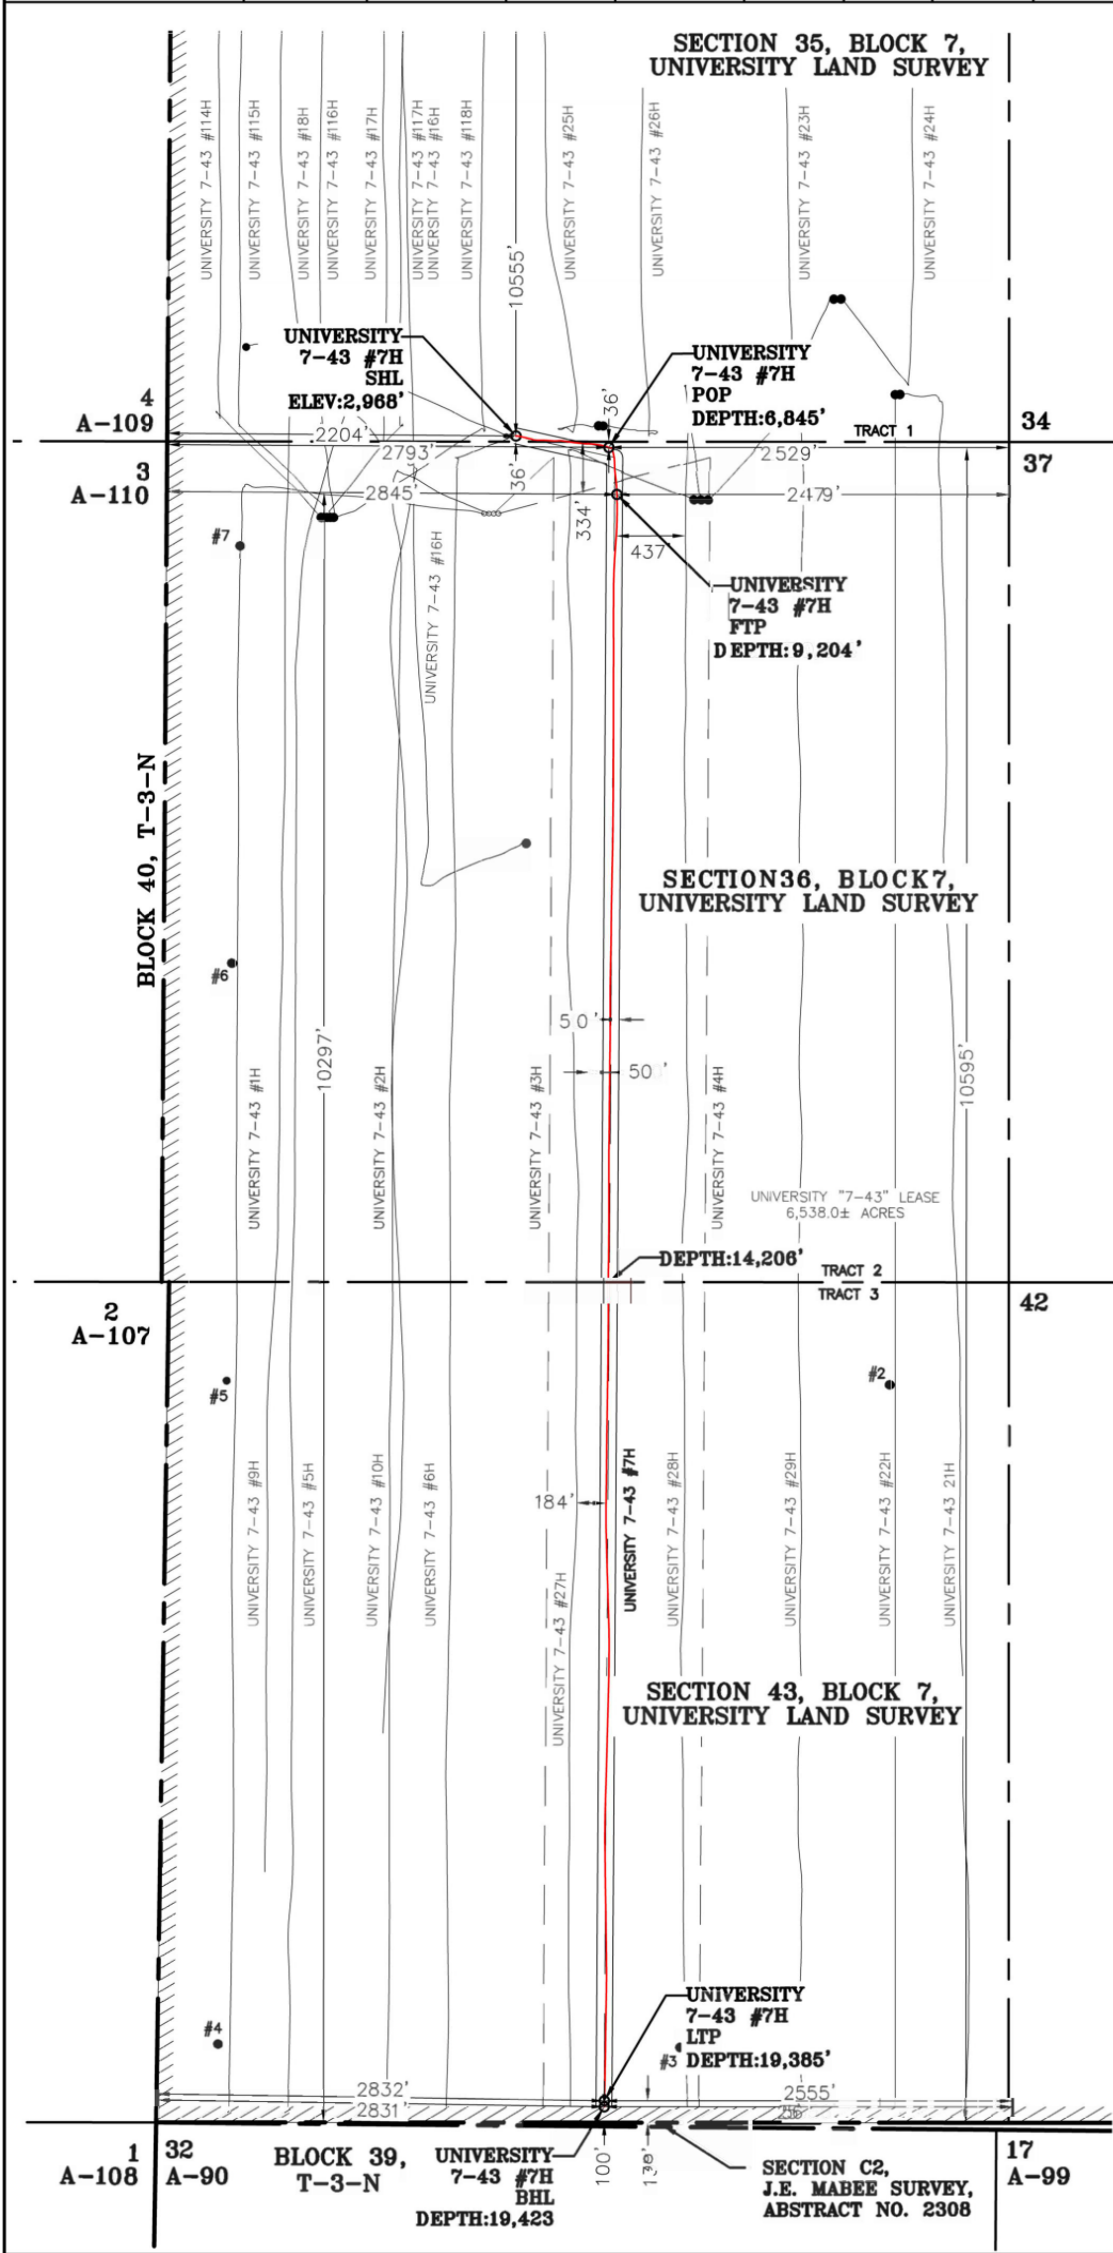 SECTION 35, BLOCK 7,
UNIVERSITY LAND SURVEY
UNIVERSITY 7-43 #114H
UNIVERSITY 7-43 #115H
UNIVERSITY 7-43 #18H
UNIVERSITY 7-43 #116H
UNIVERSITY 7-43 #17H
UNIVERSITY 7-43 #117H
UNIVERSITY 7-43 #16H
UNIVERSITY 7-43 #118H
UNIVERSITY 7-43 #25H
UNIVERSITY 7-43 #26H
UNIVERSITY 7-43 #23H
UNIVERSITY 7-43 #24H
10555'
UNIVERSITY
7-43 #7H
SHL
ELEV:2,968'
UNIVERSITY
7-43 #7H
POP
DEPTH:6,845'
36'
4
A-109
3
A-110
34
37
TRACT 1
2204'
2793'
2529'
36'
2845'
2479'
334'
437'
#7
UNIVERSITY 7-43 #16H
UNIVERSITY
7-43 #7H
FTP
DEPTH:9,204'
BLOCK 40, T-3-N
SECTION36, BLOCK7,
UNIVERSITY LAND SURVEY
#6
50'
50'
10297'
10595'
UNIVERSITY 7-43 #1H
UNIVERSITY 7-43 #2H
UNIVERSITY 7-43 #3H
UNIVERSITY 7-43 #4H
UNIVERSITY "7-43" LEASE
6,538.0± ACRES
DEPTH:14,206'
TRACT 2
TRACT 3
2
A-107
42
#5
#2
UNIVERSITY 7-43 #9H
UNIVERSITY 7-43 #5H
UNIVERSITY 7-43 #10H
UNIVERSITY 7-43 #6H
184'
UNIVERSITY 7-43 #27H
UNIVERSITY 7-43 #7H
UNIVERSITY 7-43 #28H
UNIVERSITY 7-43 #29H
UNIVERSITY 7-43 #22H
UNIVERSITY 7-43 21H
SECTION 43, BLOCK 7,
UNIVERSITY LAND SURVEY
#4
UNIVERSITY
7-43 #7H
LTP
DEPTH:19,385'
#3
2832'
2831'
2555'
1
A-108
32
A-90
BLOCK 39,
T-3-N
UNIVERSITY
7-43 #7H
BHL
DEPTH:19,423
100'
SECTION C2,
J.E. MABEE SURVEY,
ABSTRACT NO. 2308
17
A-99